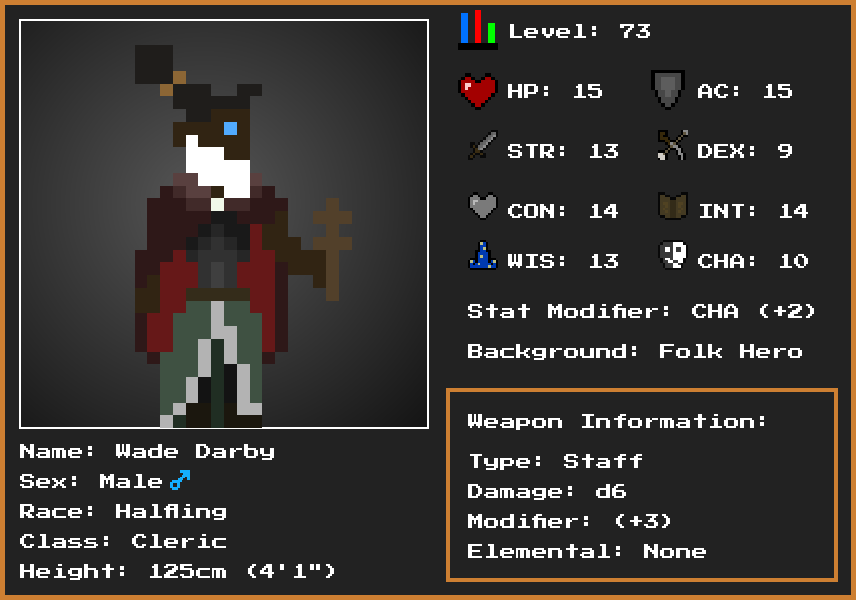 Level: 73
HP: 15
AC: 15
STR: 13
DEX: 9
CON: 14
INT: 14
WIS: 13
CHA: 10
Stat Modifier: CHA (+2)
Background: Folk Hero
Weapon Information:
Type: Staff
Damage: d6
Modifier: (+3)
Elemental: None
Name: Wade Darby
Sex: Male♂
Race: Halfling
Class: Cleric
Height: 125cm (4'1")